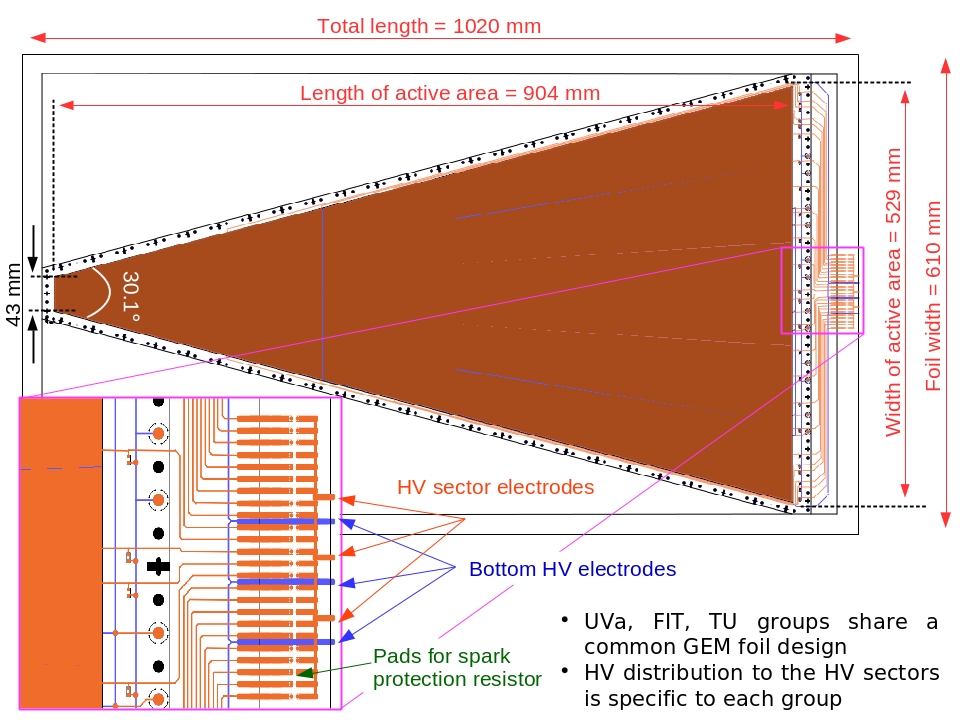 Total length = 1020 mm
Length of active area = 904 mm
43 mm
30.1°
Width of active area = 529 mm
Foil width = 610 mm
HV sector electrodes
Bottom HV electrodes
Pads for spark
protection resistor
• UVa, FIT, TU groups share a
common GEM foil design
• HV distribution to the HV sectors
is specific to each group